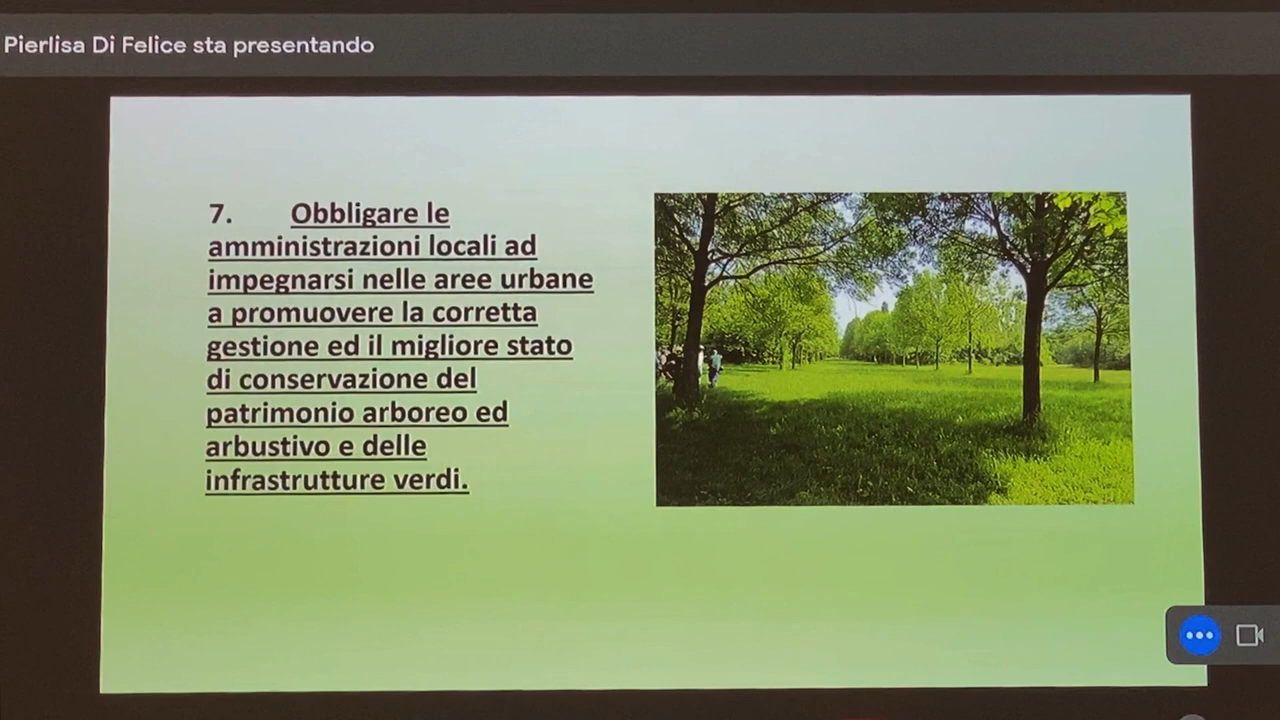 Pierlisa Di Felice sta presentando
7. Obbligare le
amministrazioni locali ad
impegnarsi nelle aree urbane
a promuovere la corretta
gestione ed il migliore stato
di conservazione del
patrimonio arboreo ed
arbustivo e delle
infrastrutture verdi.